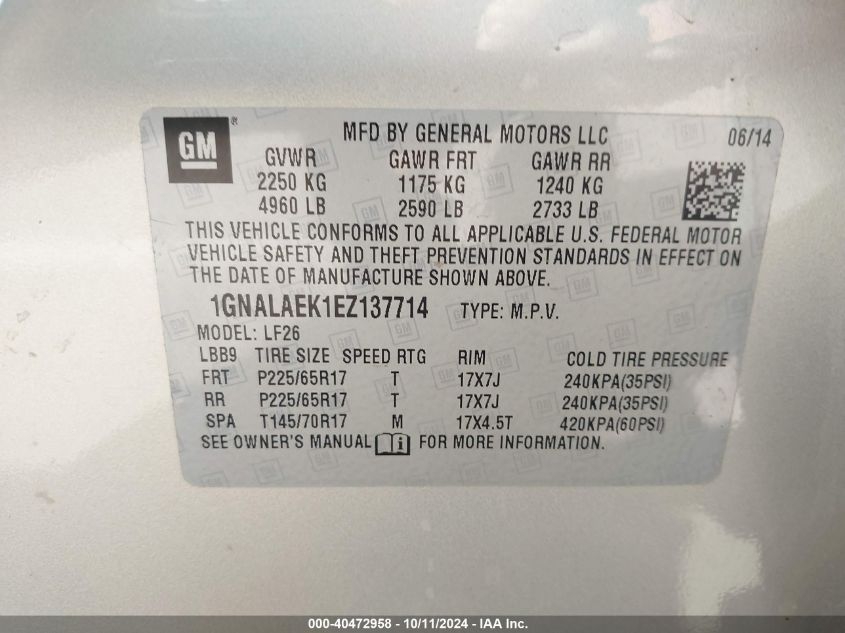 GM ® MFD BY GENERAL MOTORS LLC 06/14
GVWR GAWR FRT GAWR RR
2250 KG 1175 KG 1240 KG
4960 LB 2590 LB 2733 LB
THIS VEHICLE CONFORMS TO ALL APPLICABLE U.S. FEDERAL MOTOR
VEHICLE SAFETY AND THEFT PREVENTION STANDARDS IN EFFECT ON
THE DATE OF MANUFACTURE SHOWN ABOVE.
1GNALAEK1EZ137714 TYPE: M.P.V.
MODEL: LF26
LBB9 TIRE SIZE SPEED RTG RIM COLD TIRE PRESSURE
FRT P225/65R17 T 17X7J 240KPA(35PSI)
RR P225/65R17 T 17X7J 240KPA(35PSI)
SPA T145/70R17 M 17X4.5T 420KPA(60PSI)
SEE OWNER'S MANUAL FOR MORE INFORMATION.
000-40472958 - 10/11/2024 - IAA Inc.